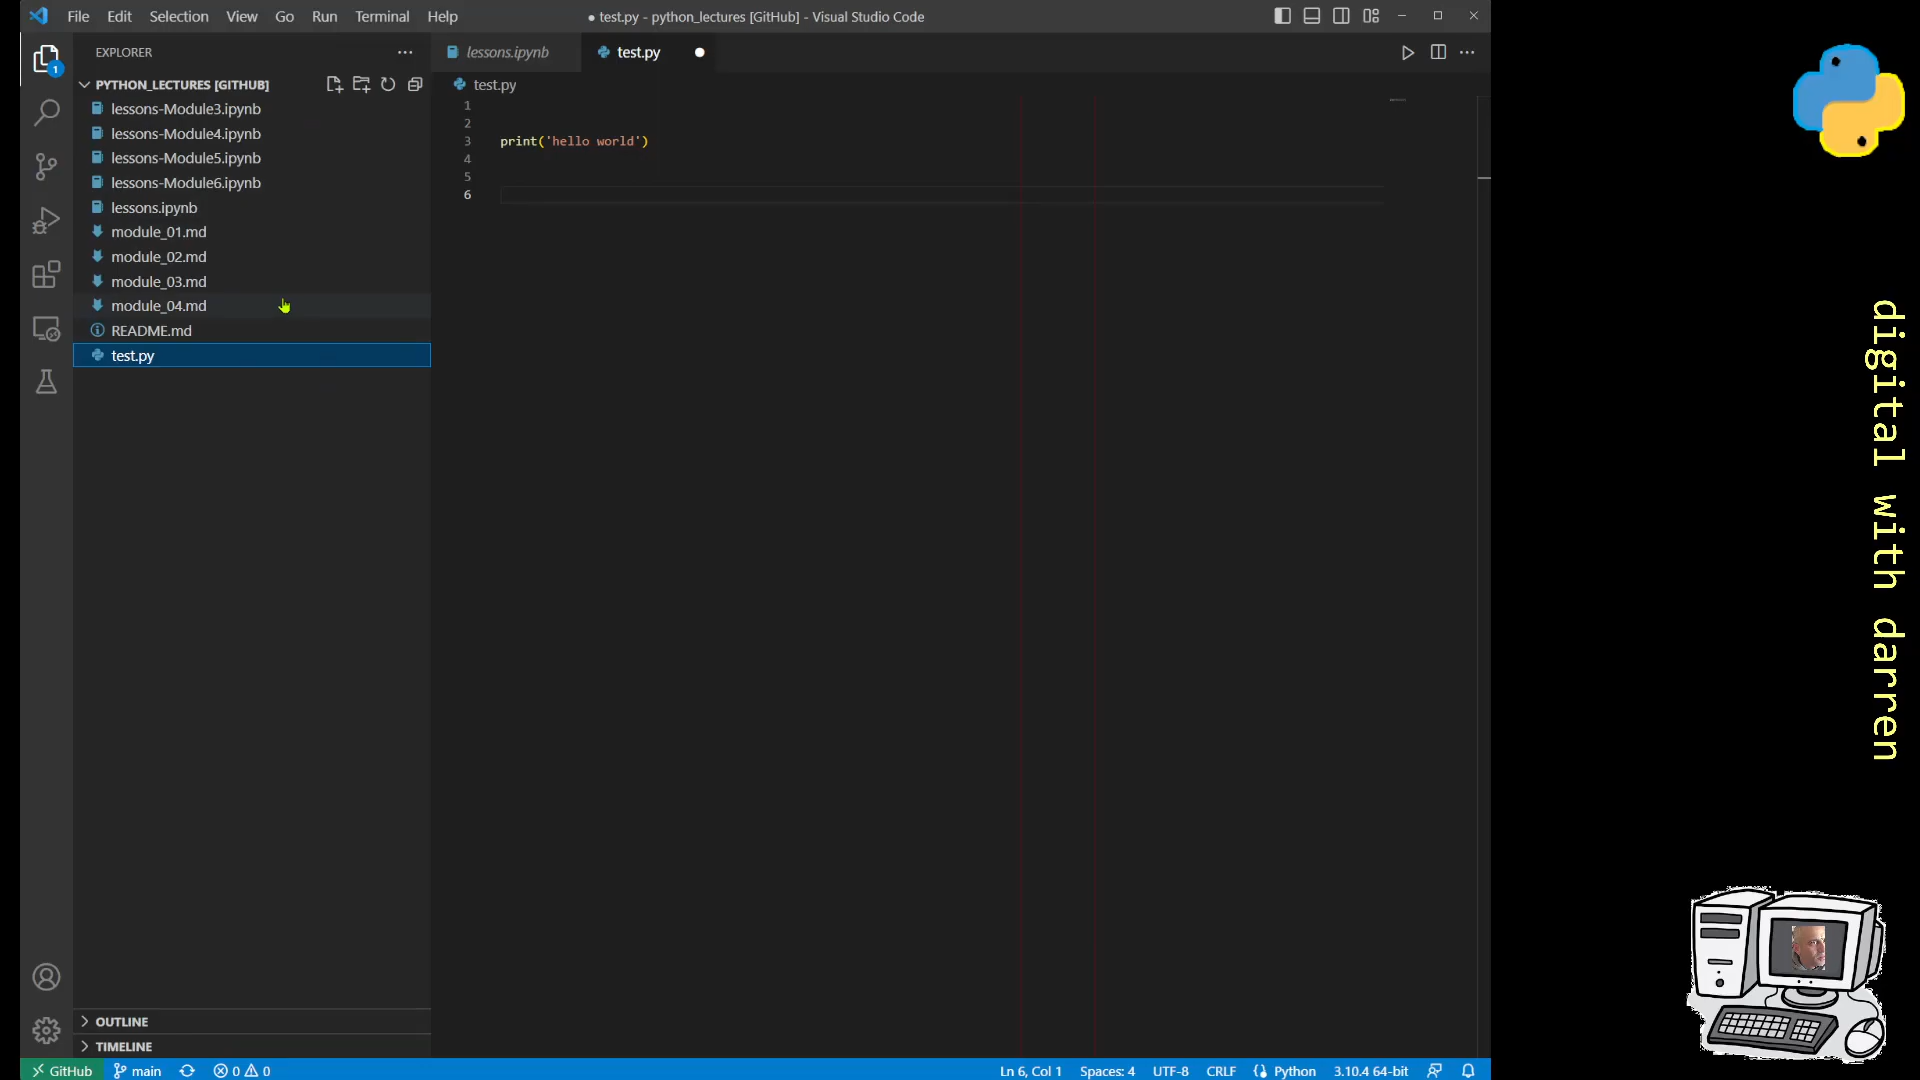 File Edit Selection View Go Run Terminal Help
● test.py - python_lectures [GitHub] - Visual Studio Code
EXPLORER
1
PYTHON_LECTURES [GITHUB]
lessons-Module3.ipynb
lessons-Module4.ipynb
lessons-Module5.ipynb
lessons-Module6.ipynb
lessons.ipynb
module_01.md
module_02.md
module_03.md
module_04.md
README.md
test.py
OUTLINE
TIMELINE
lessons.ipynb test.py
test.py
1
2
3 print('hello world')
4
5
6
GitHub main 0 0 Ln 6, Col 1 Spaces: 4 UTF-8 CRLF Python 3.10.4 64-bit
digital with darren